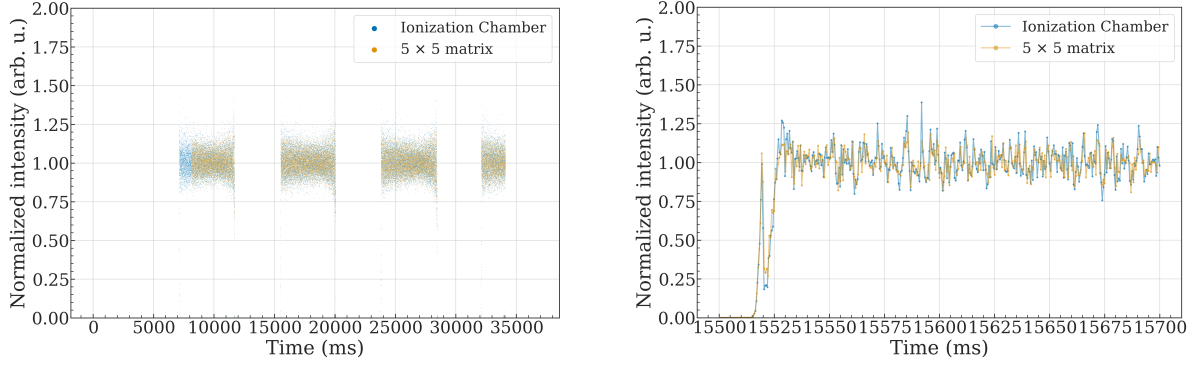 Normalized intensity (arb. u.)
2.00
1.75
1.50
1.25
1.00
0.75
0.50
0.25
0.00
Ionization Chamber
5 × 5 matrix
0 5000 10000 15000 20000 25000 30000 35000
Time (ms)
Normalized intensity (arb. u.)
2.00
1.75
1.50
1.25
1.00
0.75
0.50
0.25
0.00
Ionization Chamber
5 × 5 matrix
15500 15525 15550 15575 15600 15625 15650 15675 15700
Time (ms)